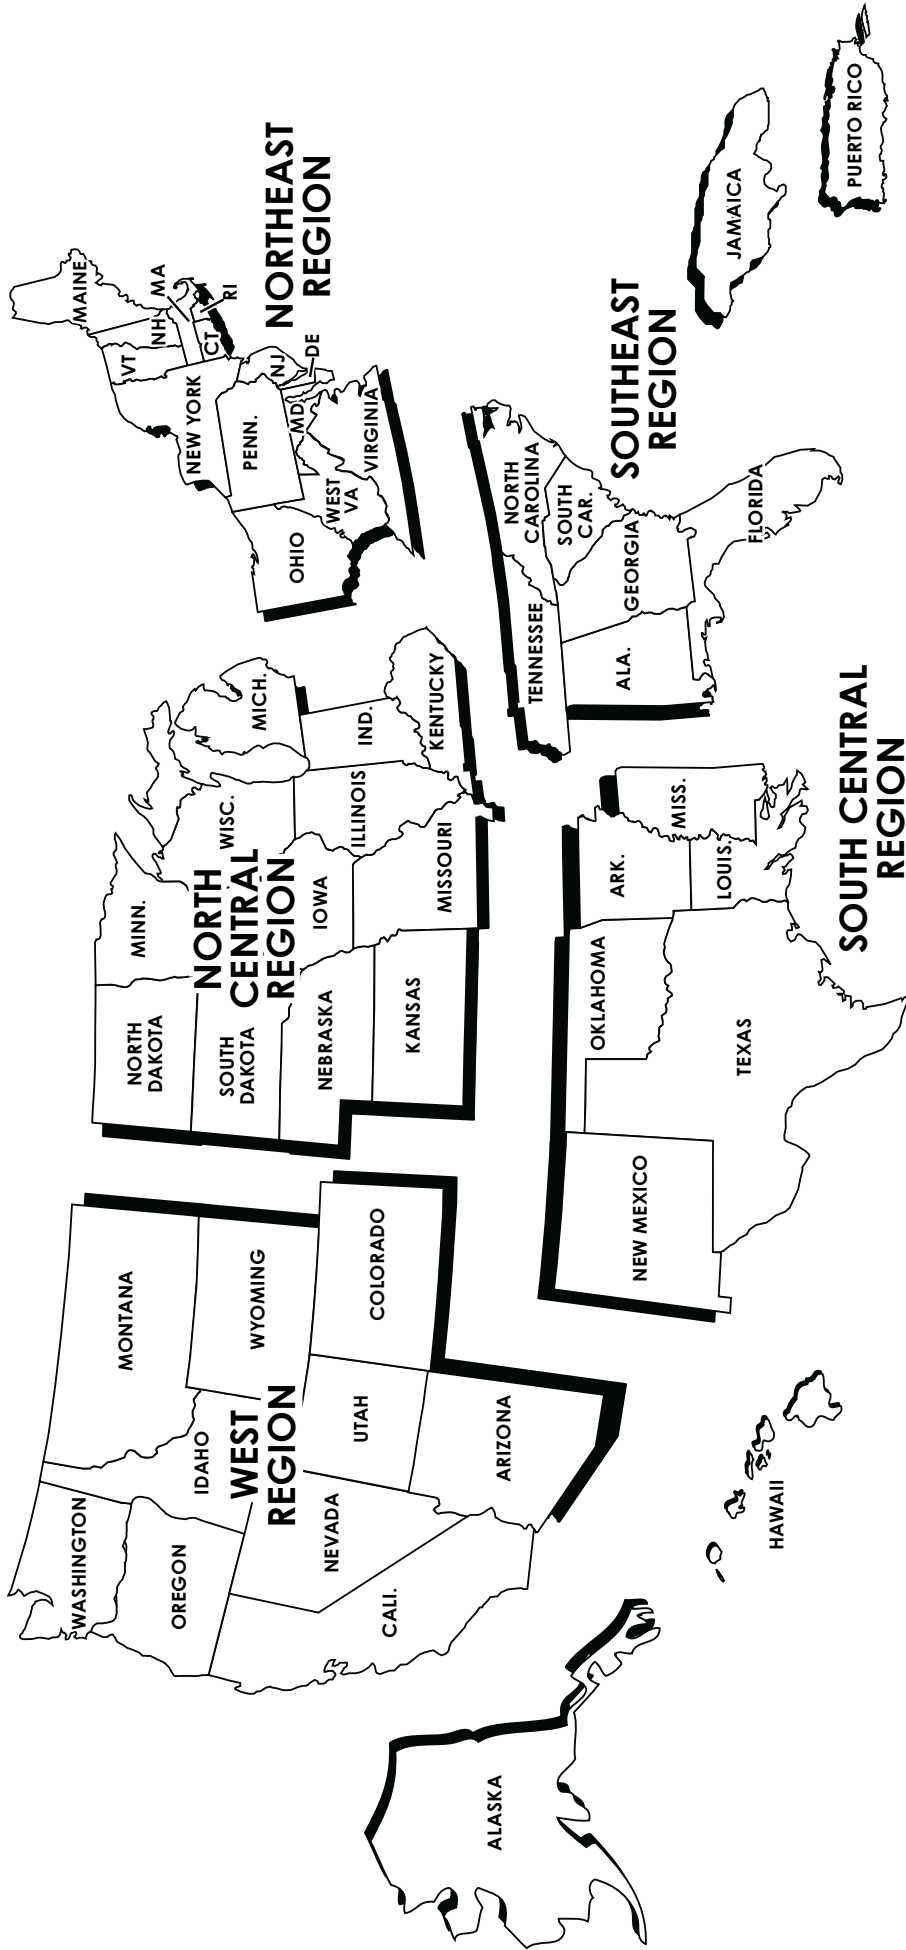 WASHINGTON
OREGON
CALI.
NEVADA
IDAHO
MONTANA
WYOMING
UTAH
COLORADO
ARIZONA
WEST
REGION
ALASKA
HAWAII
NORTH
DAKOTA
SOUTH
DAKOTA
NEBRASKA
KANSAS
MINN.
IOWA
MISSOURI
WISC.
ILLINOIS
MICH.
IND.
KENTUCKY
NORTH
CENTRAL
REGION
NEW MEXICO
TEXAS
OKLAHOMA
ARK.
LOUIS.
MISS.
SOUTH CENTRAL
REGION
TENNESSEE
ALA.
GEORGIA
FLORIDA
NORTH
CAROLINA
SOUTH
CAR.
SOUTHEAST
REGION
JAMAICA
PUERTO RICO
OHIO
WEST
VA
VIRGINIA
PENN.
MD
DE
NJ
NEW YORK
VT
NH
MAINE
MA
CT
RI
NORTHEAST
REGION